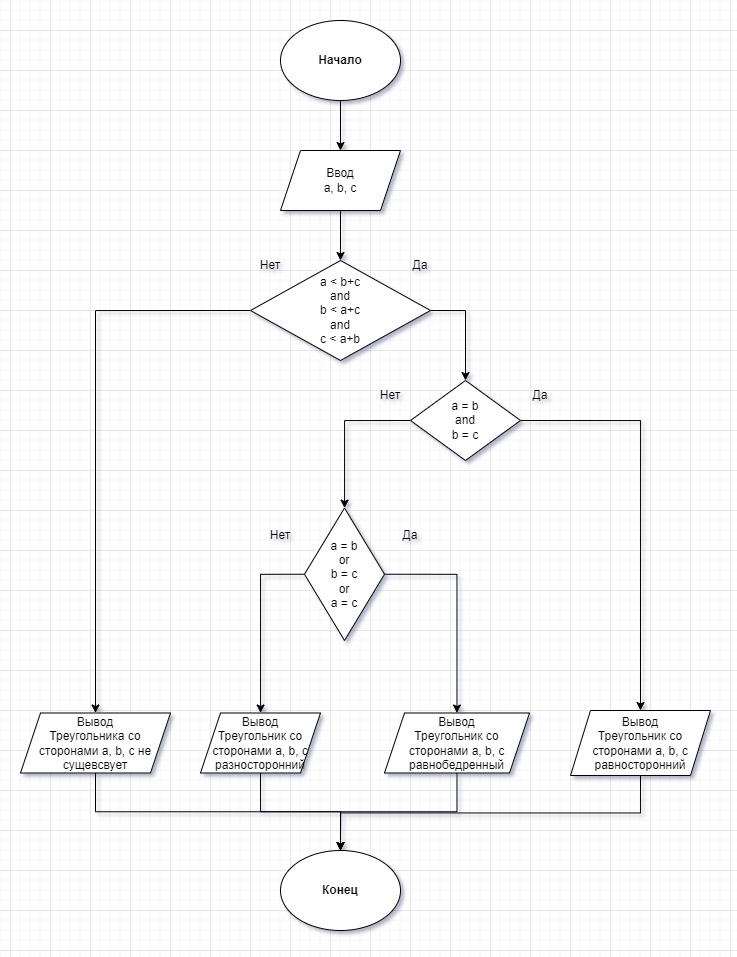 Начало
Ввод
a, b, c
Нет
Да
a < b+c
and
b < a+c
and
c < a+b
Нет
Да
a = b
and
b = c
Нет
Да
a = b
or
b = c
or
a = c
Вывод
Треугольника со
сторонами a, b, c не
сущевсвует
Вывод
Треугольник со
сторонами a, b, c
разносторонний
Вывод
Треугольник со
сторонами a, b, c
равнобедренный
Вывод
Треугольник со
сторонами a, b, c
равносторонний
Конец